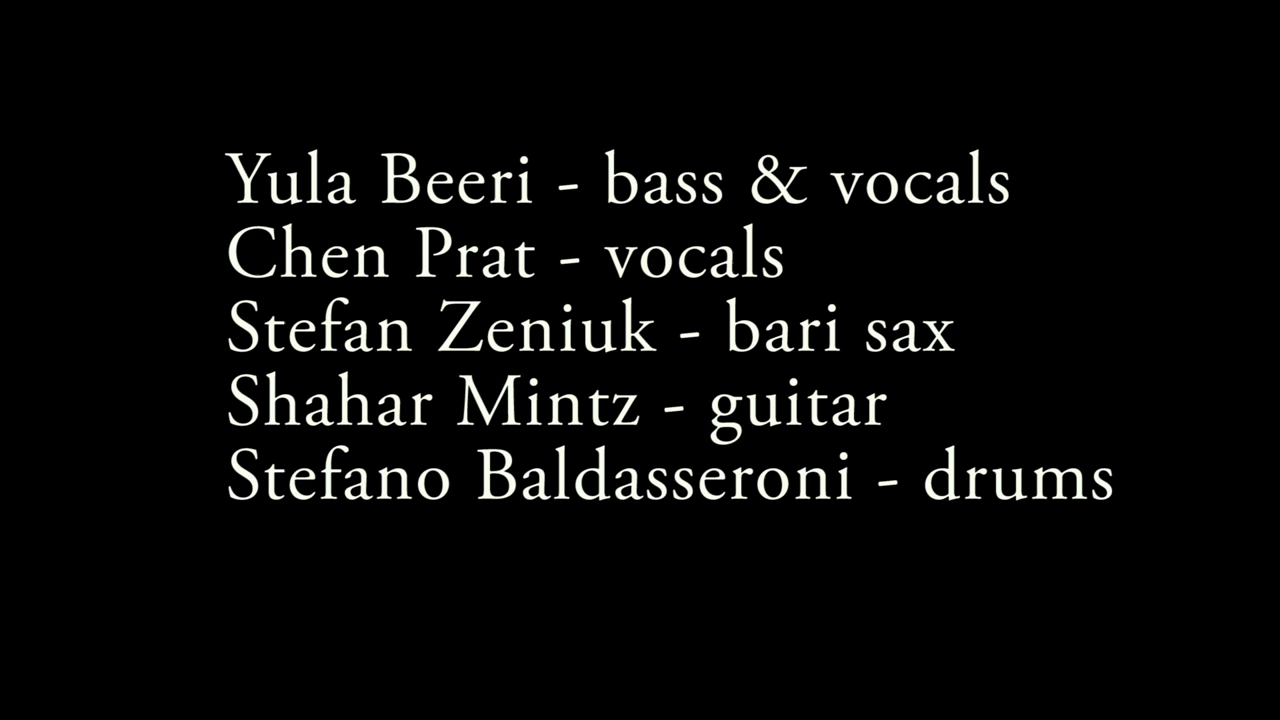 Yula Beeri - bass & vocals
Chen Prat - vocals
Stefan Zeniuk - bari sax
Shahar Mintz - guitar
Stefano Baldasseroni - drums